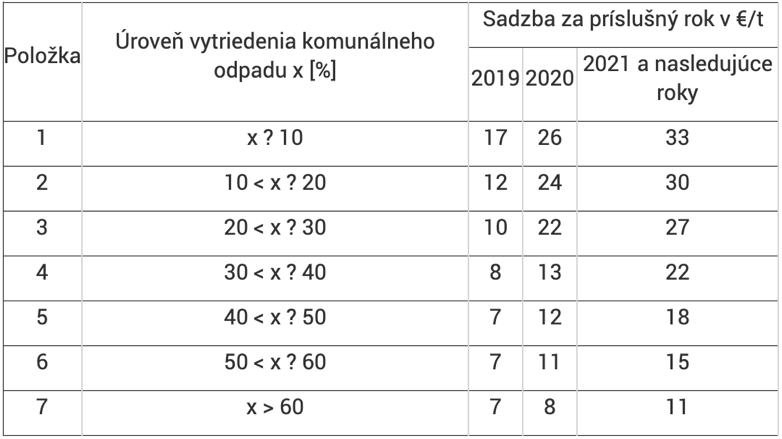 Položka
Úroveň vytriedenia komunálneho
odpadu x [%]
Sadzba za príslušný rok v €/t
2019 2020 2021 a nasledujúce
roky
1 x ? 10 17 26 33
2 10 < x ? 20 12 24 30
3 20 < x ? 30 10 22 27
4 30 < x ? 40 8 13 22
5 40 < x ? 50 7 12 18
6 50 < x ? 60 7 11 15
7 x > 60 7 8 11